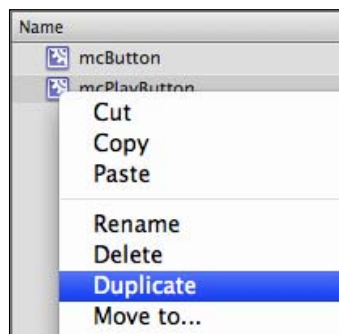 Name
mcButton
mcPlayButton
Cut
Copy
Paste
Rename
Delete
Duplicate
Move to...